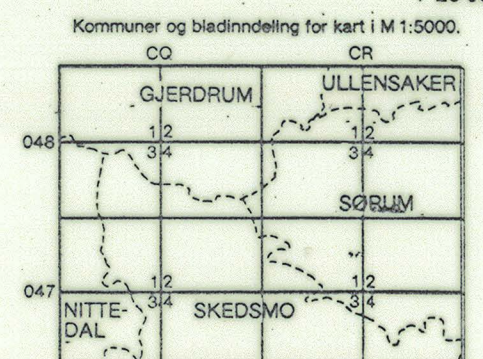 Kommuner og bladinndeling for kart i M 1:5000.
CQ CR
GJERDRUM ULLENSAKER
1 2 1 2
048
3 4 3 4
SØRUM
1 2 1 2
047
3 4 3 4
NITTE-
DAL
SKEDSMO